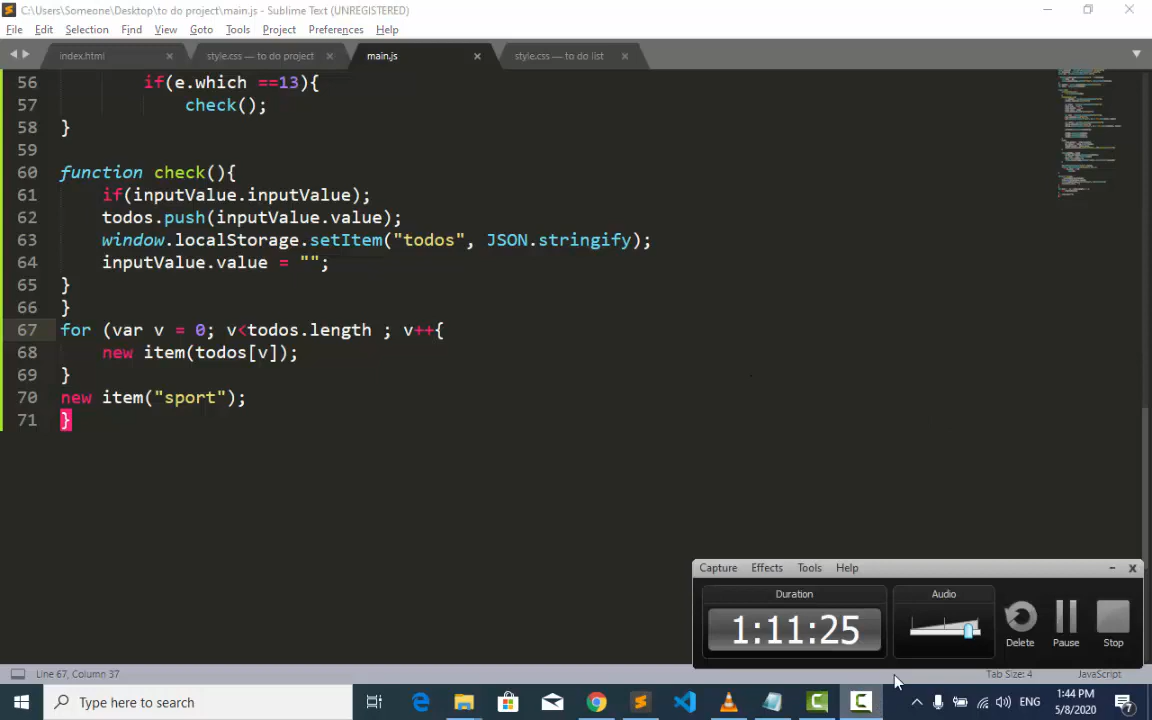 C:\Users\Someone\Desktop\to do project\main.js - Sublime Text (UNREGISTERED)
File Edit Selection Find View Goto Tools Project Preferences Help
index.html style.css — to do project main.js style.css — to do list
56 if(e.which ==13){
57 check();
58 }
59
60 function check(){
61 if(inputValue.inputValue);
62 todos.push(inputValue.value);
63 window.localStorage.setItem("todos", JSON.stringify);
64 inputValue.value = "";
65 }
66 }
67 for (var v = 0; v<todos.length ; v++{
68 new item(todos[v]);
69 }
70 new item("sport");
71 }
Capture Effects Tools Help
Duration Audio
1:11:25
Delete Pause Stop
Line 67, Column 37 Tab Size: 4 JavaScript
Type here to search ENG 1:44 PM
5/8/2020 7